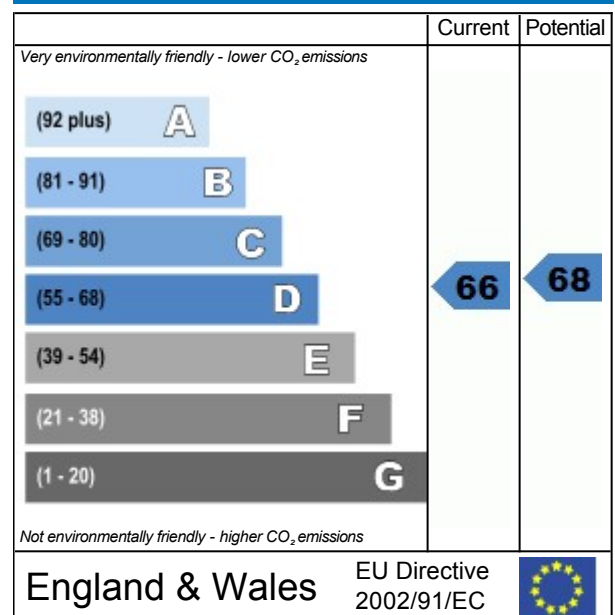 Current Potential
Very environmentally friendly - lower CO₂ emissions
(92 plus) A
(81 - 91) B
(69 - 80) C
(55 - 68) D
66
68
(39 - 54) E
(21 - 38) F
(1 - 20) G
Not environmentally friendly - higher CO₂ emissions
England & Wales
EU Directive
2002/91/EC